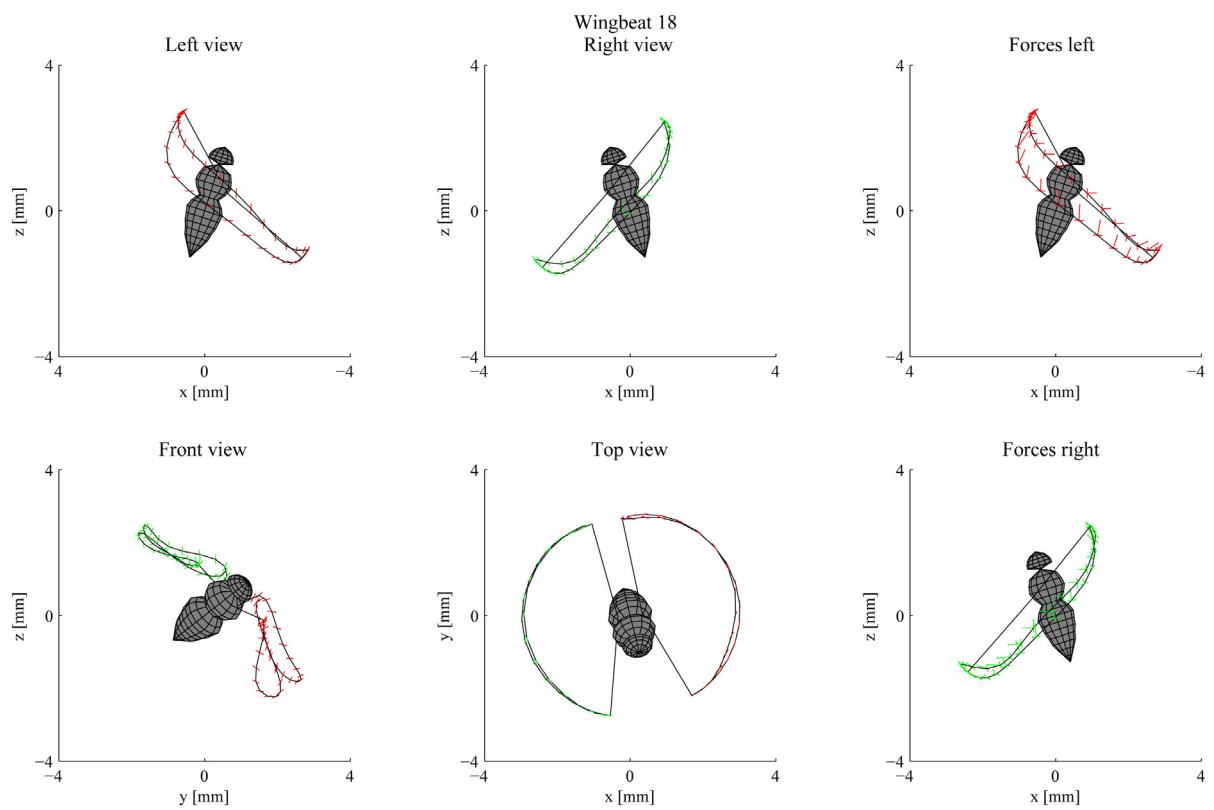 Wingbeat 18
Left view
Right view
Forces left
4
0
−4
z [mm]
4
0
−4
x [mm]
4
0
−4
z [mm]
−4
0
4
x [mm]
4
0
−4
z [mm]
4
0
−4
x [mm]
Front view
Top view
Forces right
4
0
−4
z [mm]
−4
0
4
y [mm]
4
0
−4
y [mm]
−4
0
4
x [mm]
4
0
−4
z [mm]
−4
0
4
x [mm]